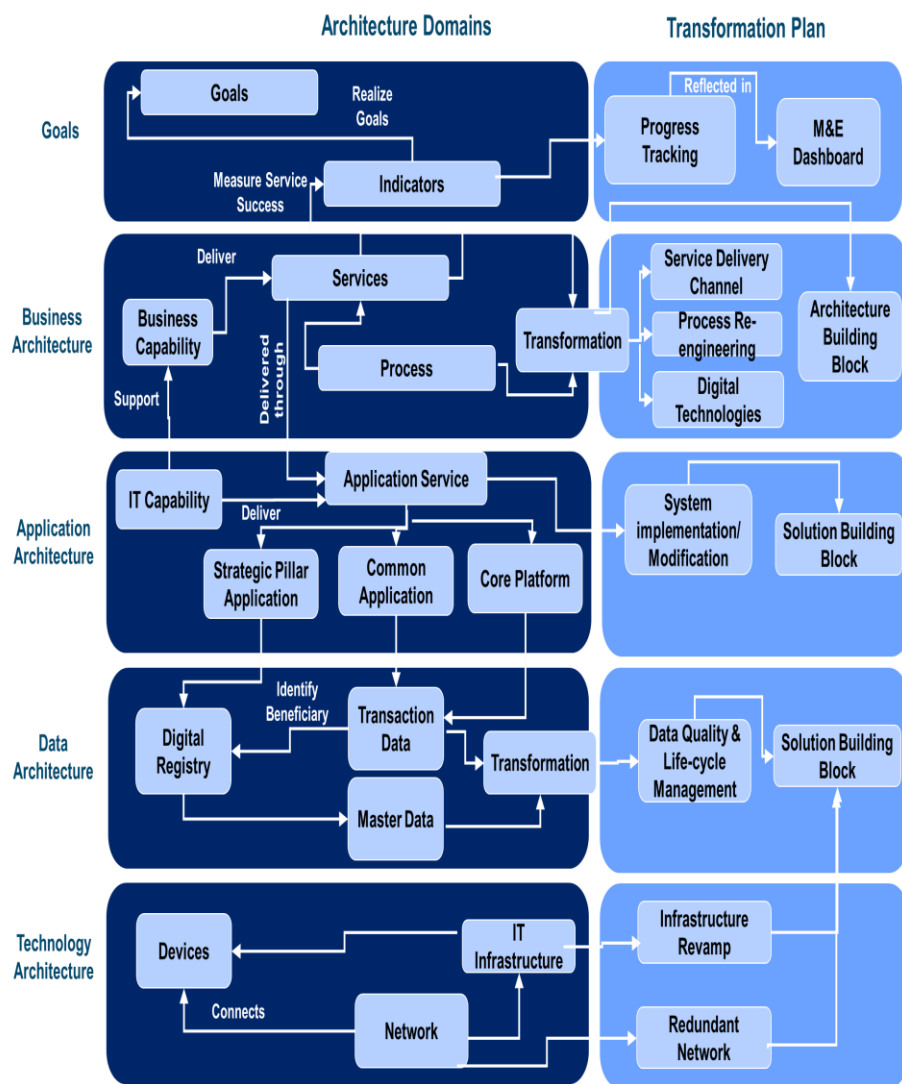 Architecture Domains
Transformation Plan
Goals
Goals
Realize
Goals
Measure Service
Success
Indicators
Progress
Tracking
Reflected in
M&E
Dashboard
Business
Architecture
Deliver
Services
Business
Capability
Support
Delivered
through
Process
Transformation
Service Delivery
Channel
Process Re-
engineering
Digital
Technologies
Architecture
Building
Block
Application
Architecture
IT Capability
Deliver
Application Service
Strategic Pillar
Application
Common
Application
Core Platform
System
implementation/
Modification
Solution Building
Block
Data
Architecture
Identify
Beneficiary
Digital
Registry
Transaction
Data
Master Data
Transformation
Data Quality &
Life-cycle
Management
Solution Building
Block
Technology
Architecture
Devices
Connects
IT
Infrastructure
Network
Infrastructure
Revamp
Redundant
Network